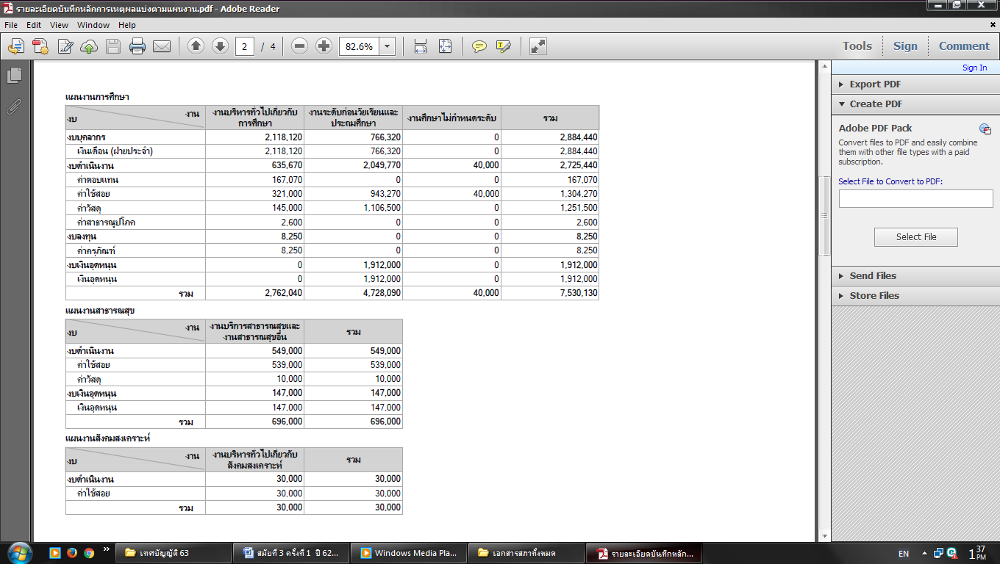 รายละเอียดบันทึกหลักการเหตุผลแบ่งตามแผนงาน.pdf - Adobe Reader
File Edit View Window Help
2 / 4 82.6% Tools Sign Comment
Sign In
Export PDF
Create PDF
Adobe PDF Pack
Convert files to PDF and easily combine
them with other file types with a paid
subscription.
Select File to Convert to PDF:
Select File
Send Files
Store Files
แผนงานการศึกษา
งบ งาน งานบริหารทั่วไปเกี่ยวกับการศึกษา งานระดับก่อนวัยเรียนและประถมศึกษา งานศึกษาไม่กำหนดระดับ รวม
งบบุคลากร 2,118,120 766,320 0 2,884,440
เงินเดือน (ฝ่ายประจำ) 2,118,120 766,320 0 2,884,440
งบดำเนินงาน 635,670 2,049,770 40,000 2,725,440
ค่าตอบแทน 167,070 0 0 167,070
ค่าใช้สอย 321,000 943,270 40,000 1,304,270
ค่าวัสดุ 145,000 1,106,500 0 1,251,500
ค่าสาธารณูปโภค 2,600 0 0 2,600
งบลงทุน 8,250 0 0 8,250
ค่าครุภัณฑ์ 8,250 0 0 8,250
งบเงินอุดหนุน 0 1,912,000 0 1,912,000
เงินอุดหนุน 0 1,912,000 0 1,912,000
รวม 2,762,040 4,728,090 40,000 7,530,130
แผนงานสาธารณสุข
งบ งาน งานบริการสาธารณสุขและงานสาธารณสุขอื่น รวม
งบดำเนินงาน 549,000 549,000
ค่าใช้สอย 539,000 539,000
ค่าวัสดุ 10,000 10,000
งบเงินอุดหนุน 147,000 147,000
เงินอุดหนุน 147,000 147,000
รวม 696,000 696,000
แผนงานสังคมสงเคราะห์
งบ งาน งานบริหารทั่วไปเกี่ยวกับสังคมสงเคราะห์ รวม
งบดำเนินงาน 30,000 30,000
ค่าใช้สอย 30,000 30,000
รวม 30,000 30,000
เทศบัญญัติ 63 สมัยที่ 3 ครั้งที่ 1 ปี 62... Windows Media Pla... เอกสารสภาทั้งหมด รายละเอียดบันทึกหลัก... EN 1:37 PM